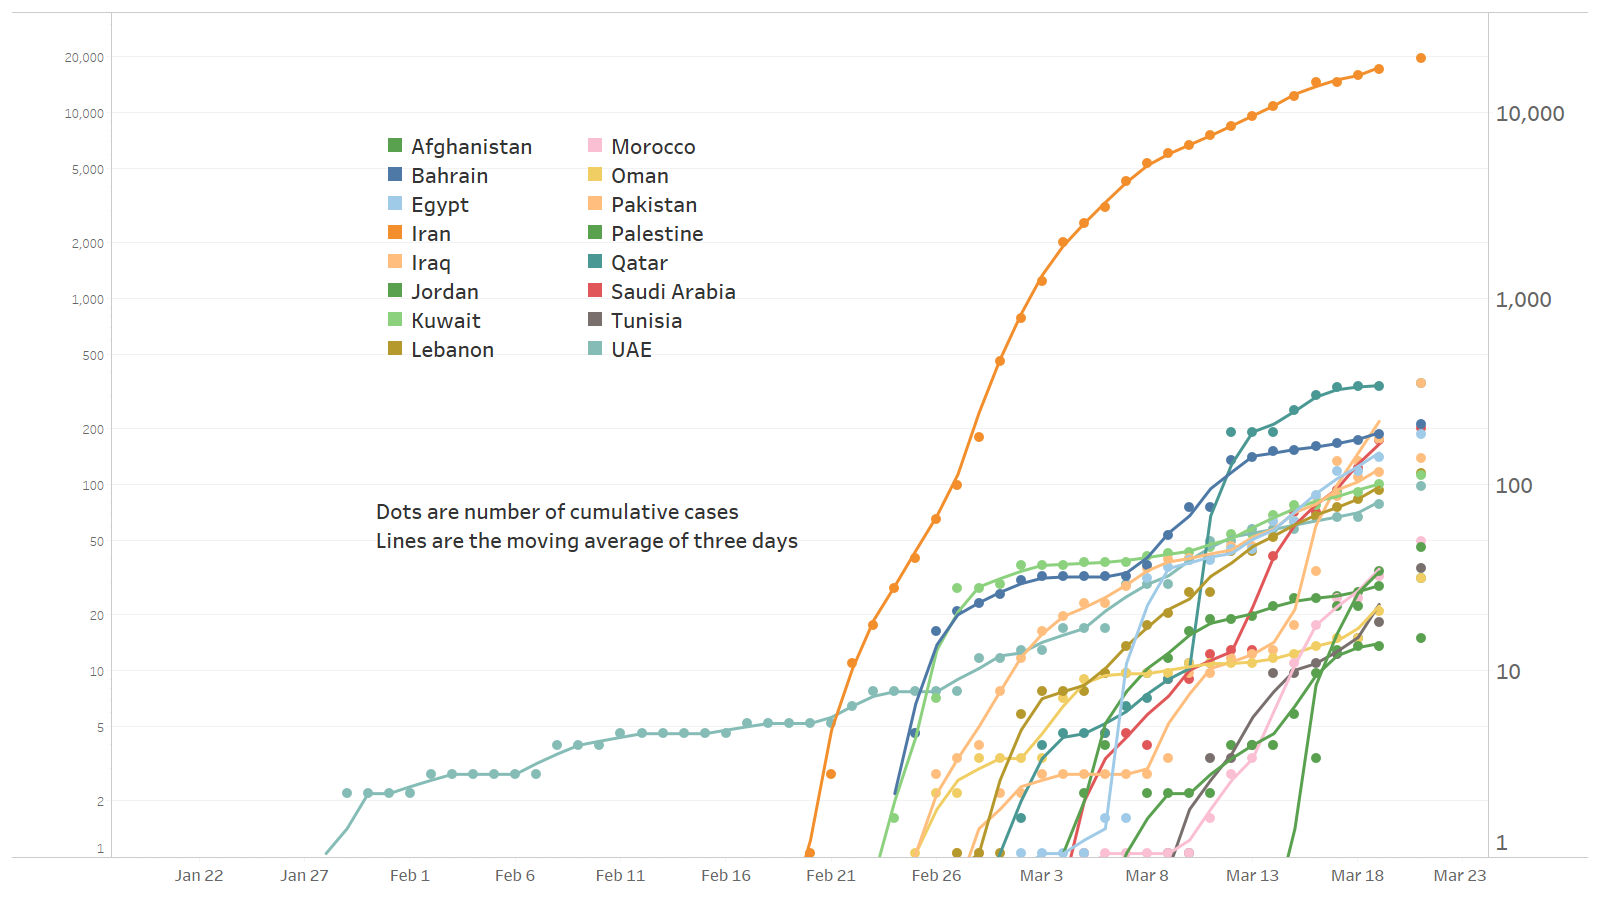 20,000
10,000
5,000
2,000
1,000
500
200
100
50
20
10
5
2
1
10,000
1,000
100
10
1
Afghanistan
Bahrain
Egypt
Iran
Iraq
Jordan
Kuwait
Lebanon
Morocco
Oman
Pakistan
Palestine
Qatar
Saudi Arabia
Tunisia
UAE
Dots are number of cumulative cases
Lines are the moving average of three days
Jan 22 Jan 27 Feb 1 Feb 6 Feb 11 Feb 16 Feb 21 Feb 26 Mar 3 Mar 8 Mar 13 Mar 18 Mar 23